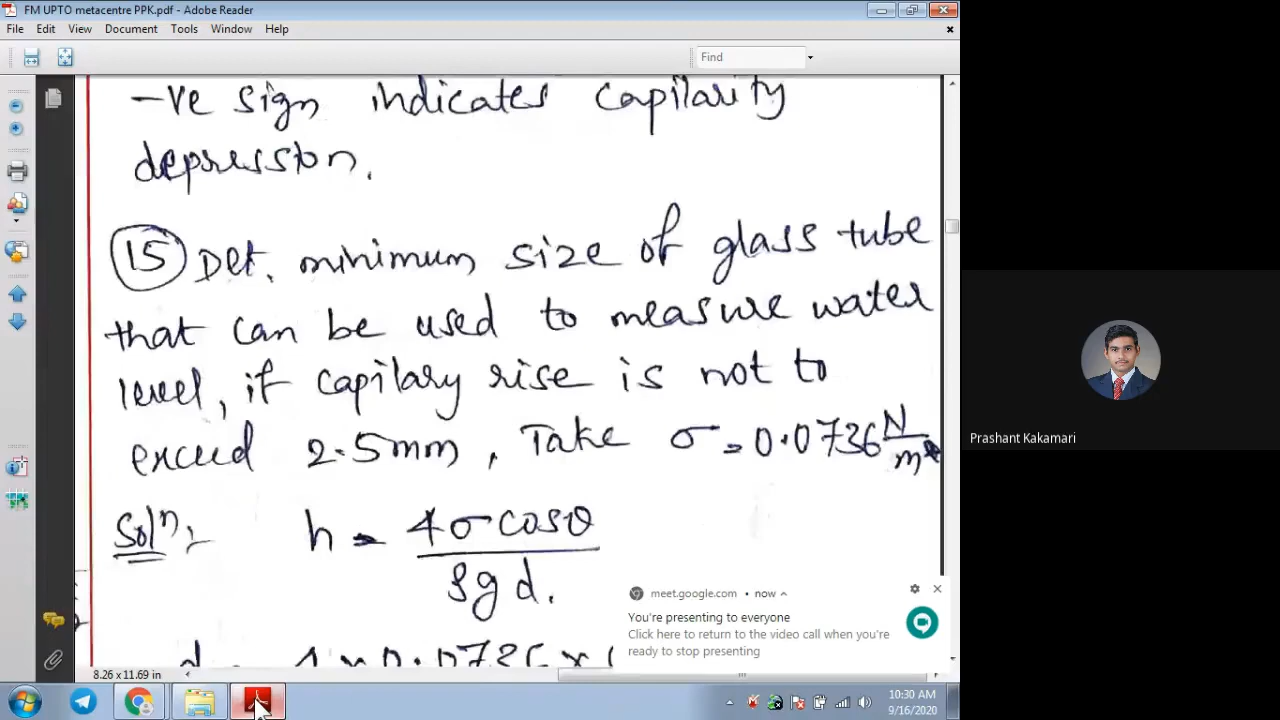 FM UPTO metacentre PPK.pdf - Adobe Reader
File Edit View Document Tools Window Help
Find
-ve sign indicates capilarity
depression.
15 Det. minimum size of glass tube
that can be used to measure water
level, if capilary rise is not to
exceed 2.5mm, Take σ = 0.0736 N/m
Soln:- h = 4σ cosθ / ρg d.
meet.google.com • now
You're presenting to everyone
Click here to return to the video call when you're
ready to stop presenting
8.26 x 11.69 in
Prashant Kakamari
10:30 AM
9/16/2020